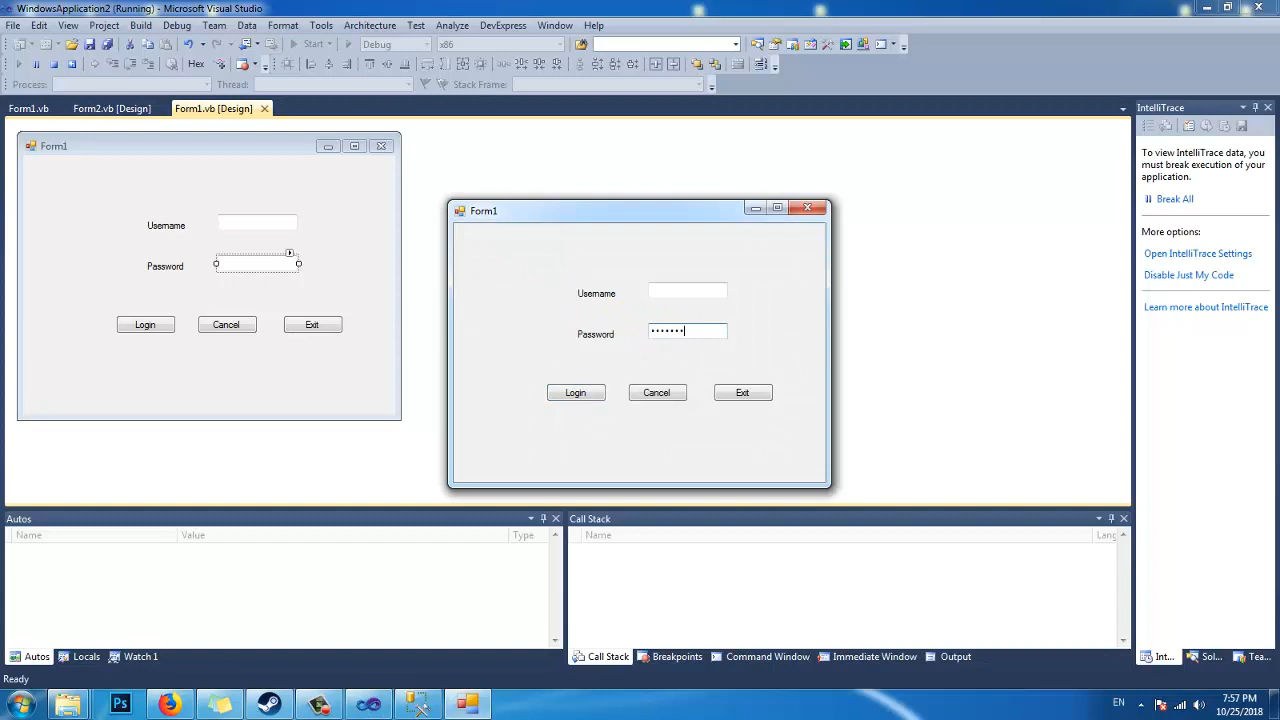 WindowsApplication2 (Running) - Microsoft Visual Studio
File Edit View Project Build Debug Team Data Format Tools Architecture Test Analyze DevExpress Window Help
Start Debug x86
Hex
Process: Thread: Stack Frame:
Form1.vb Form2.vb [Design] Form1.vb [Design]
IntelliTrace
To view IntelliTrace data, you
must break execution of your
application.
Break All
More options:
Open IntelliTrace Settings
Disable Just My Code
Learn more about IntelliTrace
Form1
Username
Password
Login Cancel Exit
Form1
Username
Password •••••••
Login Cancel Exit
Autos
Name Value Type
Call Stack
Name Lang
Autos Locals Watch 1
Call Stack Breakpoints Command Window Immediate Window Output
Int... Sol... Tea...
Ready
Ps
EN
7:57 PM
10/25/2018